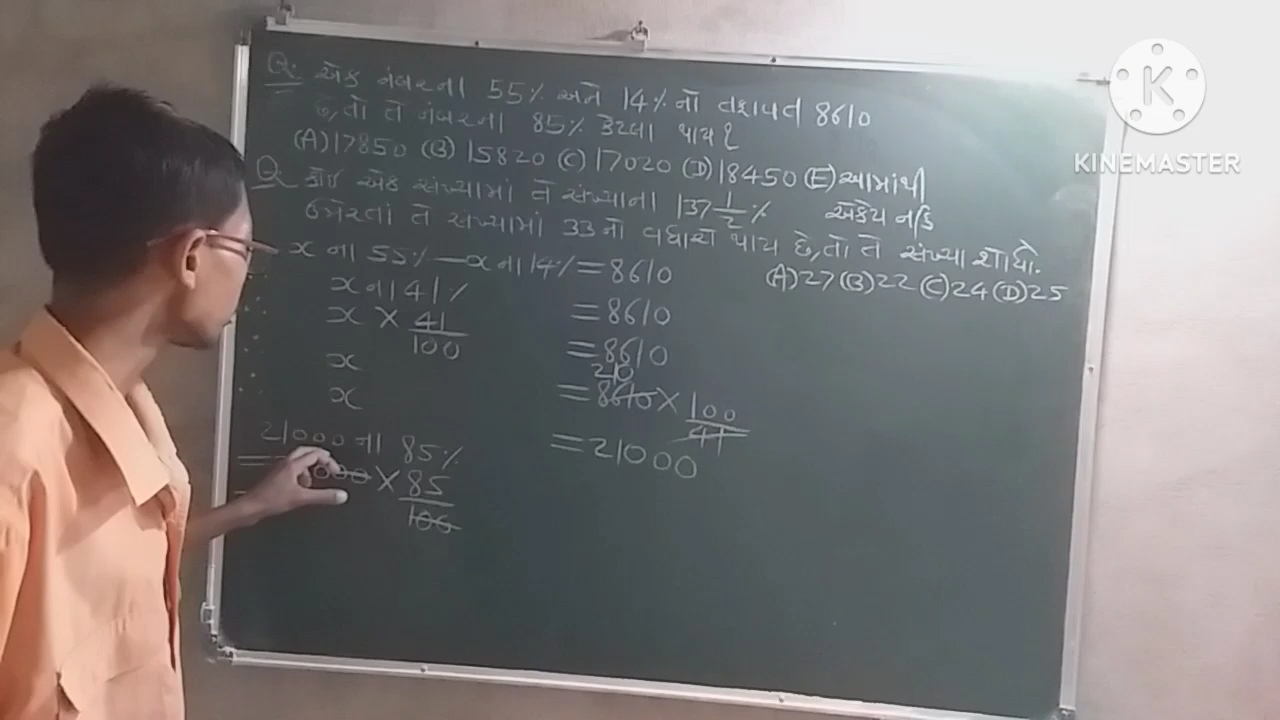 Q. એક નંબરના 55% અને 14% નો તફાવત 8610
છે, તો તે નંબરના 85% કેટલા થાય?
(A) 17850 (B) 15820 (C) 17020 (D) 18450 (E) આમાંથી
એકેય નહિ
Q. કોઈ એક સંખ્યામાં તે સંખ્યાના 137 1/2 %
ઉમેરતાં તે સંખ્યામાં 33 નો વધારો થાય છે, તો તે સંખ્યા શોધો.
(A) 27 (B) 22 (C) 24 (D) 25
x ના 55% — x ના 14% = 8610
x ના 41% = 8610
x × 41/100 = 8610
x = 8610 × 100/41
210
x = 21000
21000 ના 85%
= × 85/100
=
K
KINEMASTER